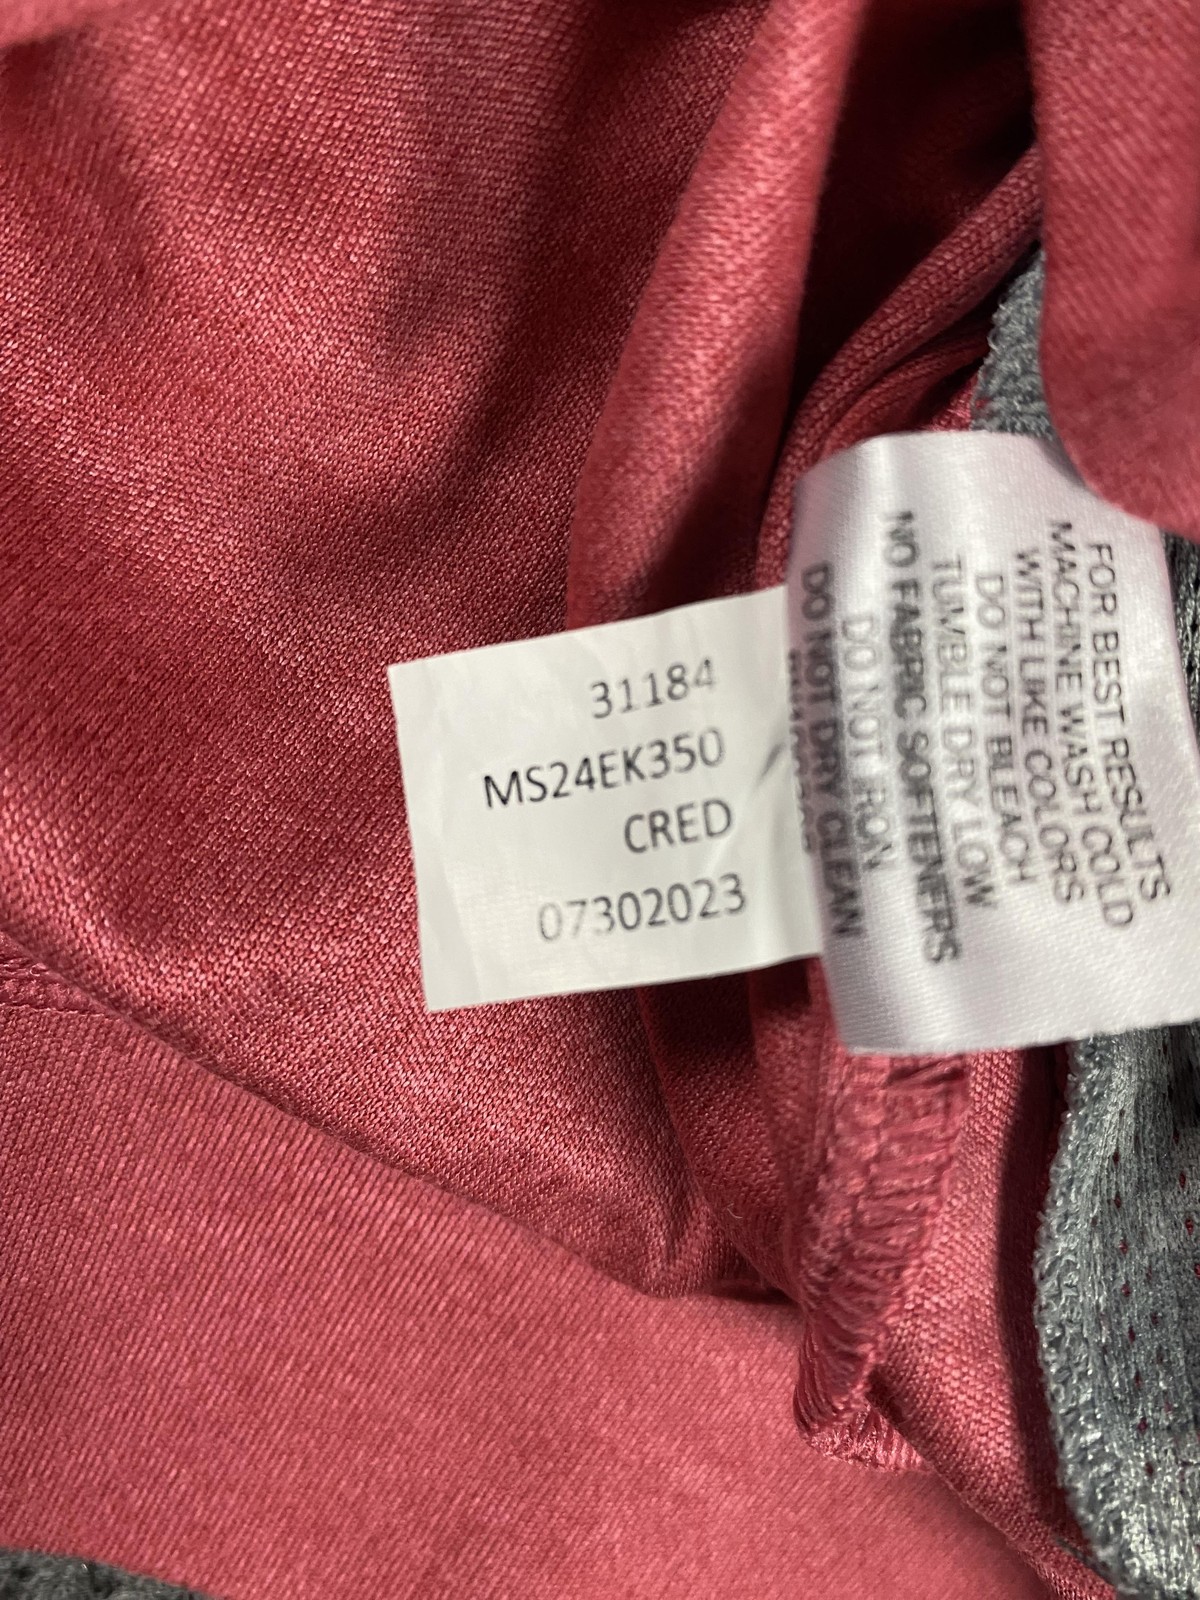 31184
MS24EK350
CRED
07302023
FOR BEST RESULTS
MACHINE WASH COLD
WITH LIKE COLORS
DO NOT BLEACH
TUMBLE DRY LOW
NO FABRIC SOFTENERS
DO NOT IRON
DO NOT DRY CLEAN